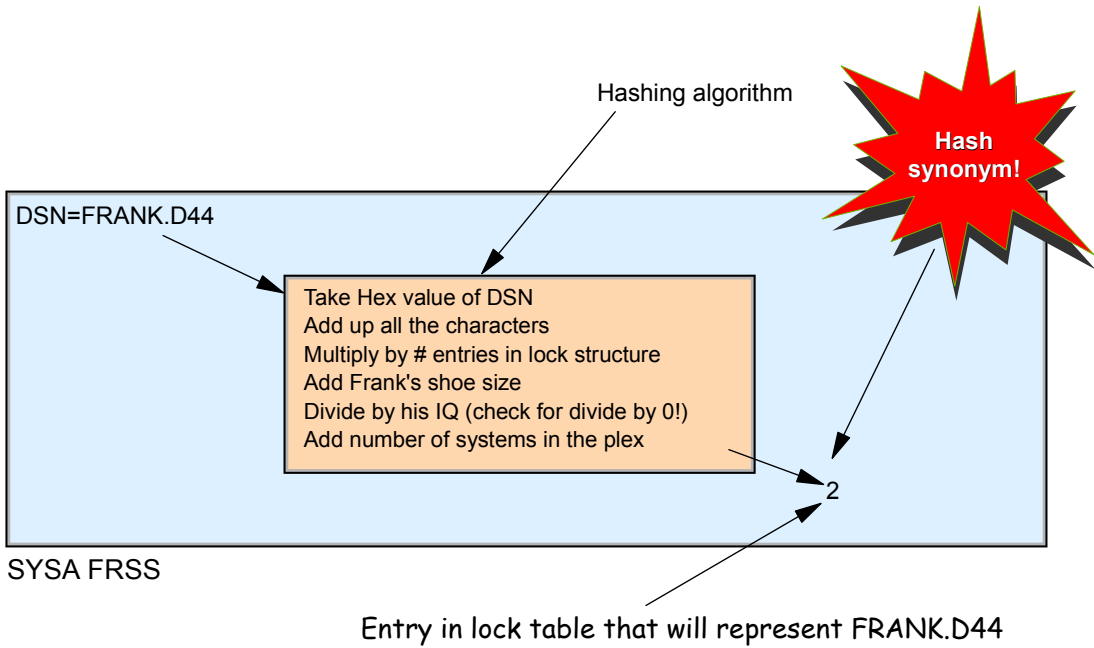 Hashing algorithm
Hash
synonym!
DSN=FRANK.D44
Take Hex value of DSN
Add up all the characters
Multiply by # entries in lock structure
Add Frank's shoe size
Divide by his IQ (check for divide by 0!)
Add number of systems in the plex
2
SYSA FRSS
Entry in lock table that will represent FRANK.D44